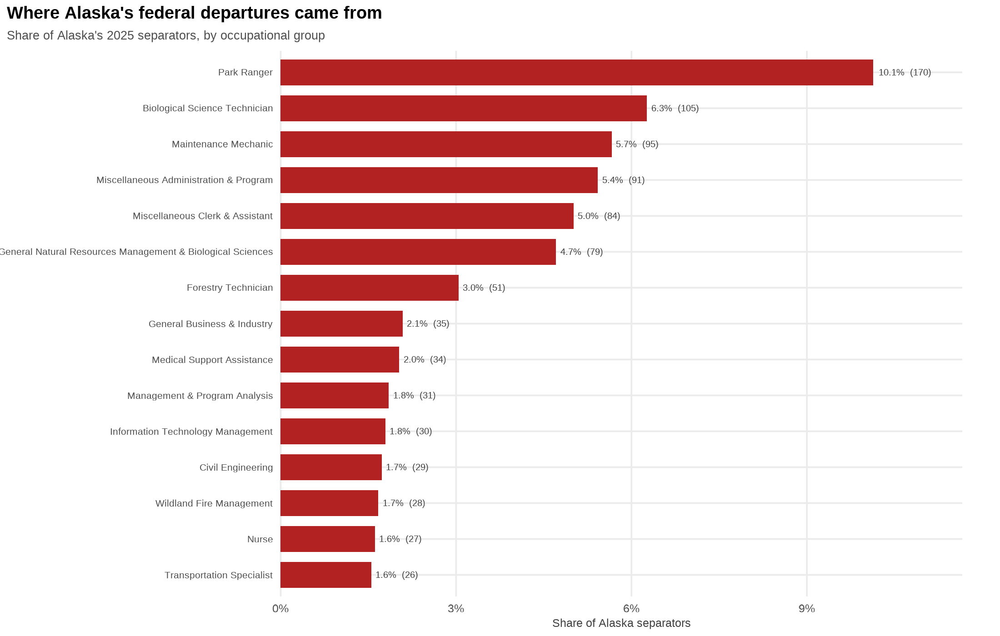 Where Alaska's federal departures came from
Share of Alaska's 2025 separators, by occupational group
Park Ranger 10.1% (170)
Biological Science Technician 6.3% (105)
Maintenance Mechanic 5.7% (95)
Miscellaneous Administration & Program 5.4% (91)
Miscellaneous Clerk & Assistant 5.0% (84)
General Natural Resources Management & Biological Sciences 4.7% (79)
Forestry Technician 3.0% (51)
General Business & Industry 2.1% (35)
Medical Support Assistance 2.0% (34)
Management & Program Analysis 1.8% (31)
Information Technology Management 1.8% (30)
Civil Engineering 1.7% (29)
Wildland Fire Management 1.7% (28)
Nurse 1.6% (27)
Transportation Specialist 1.6% (26)
0% 3% 6% 9%
Share of Alaska separators